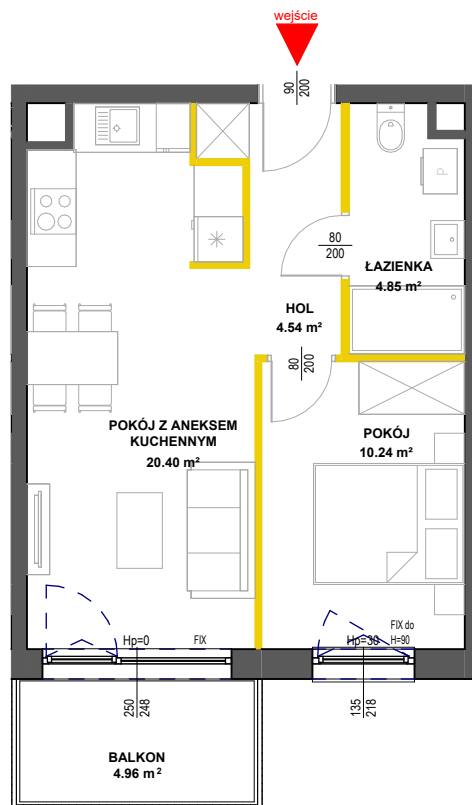 wejście
90
200
80
200
ŁAZIENKA
4.85 m²
HOL
4.54 m²
80
200
POKÓJ Z ANEKSEM
KUCHENNYM
20.40 m²
POKÓJ
10.24 m²
P
Hp=0
FIX
Hp=30
FIX do
H=90
250
248
135
218
BALKON
4.96 m²